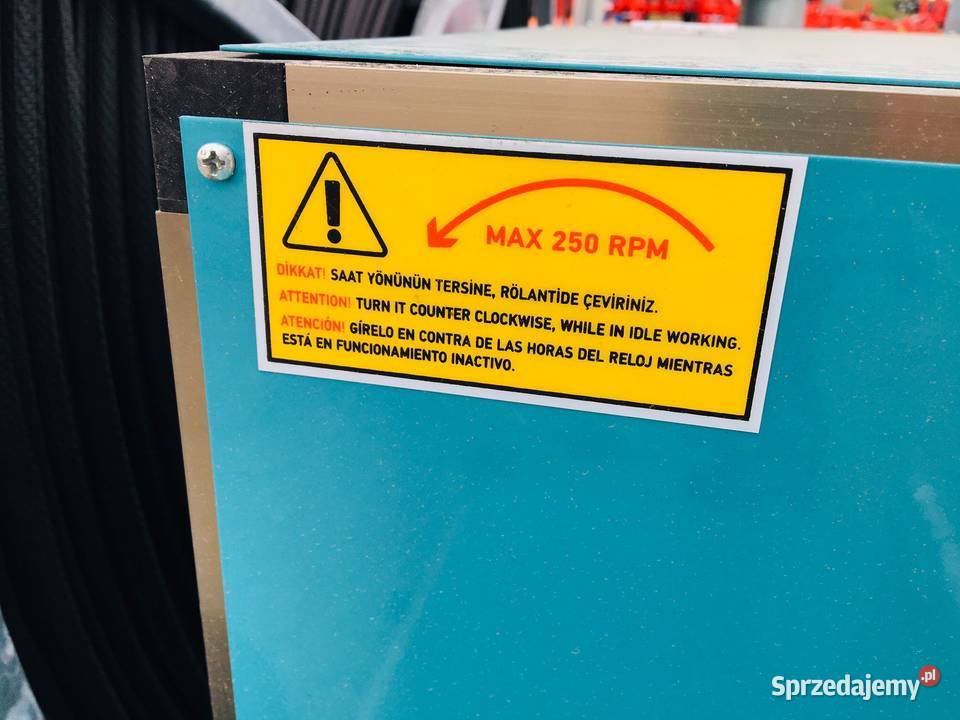 MAX 250 RPM
DİKKAT! SAAT YÖNÜNÜN TERSİNE, RÖLANTİDE ÇEVİRİNİZ.
ATTENTION! TURN IT COUNTER CLOCKWISE, WHILE IN IDLE WORKING.
ATENCIÓN! GÍRELO EN CONTRA DE LAS HORAS DEL RELOJ MIENTRAS
ESTÁ EN FUNCIONAMIENTO INACTIVO.
Sprzedajemy.pl